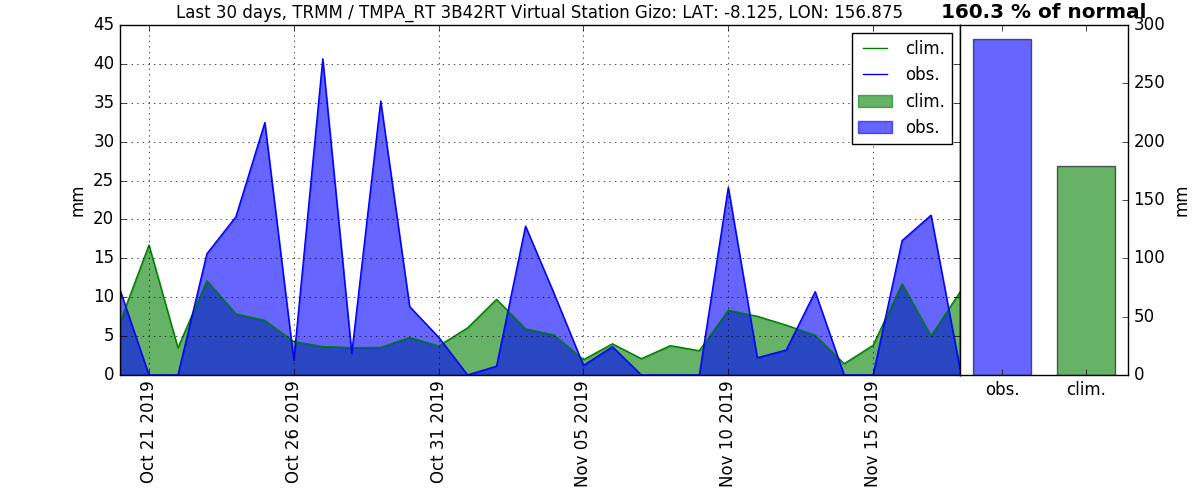 Last 30 days, TRMM / TMPA_RT 3B42RT Virtual Station Gizo: LAT: -8.125, LON: 156.875
160.3 % of normal
45
40
35
30
25
20
15
10
5
0
mm
clim.
obs.
clim.
obs.
300
250
200
150
100
50
0
mm
Oct 21 2019
Oct 26 2019
Oct 31 2019
Nov 05 2019
Nov 10 2019
Nov 15 2019
obs.
clim.